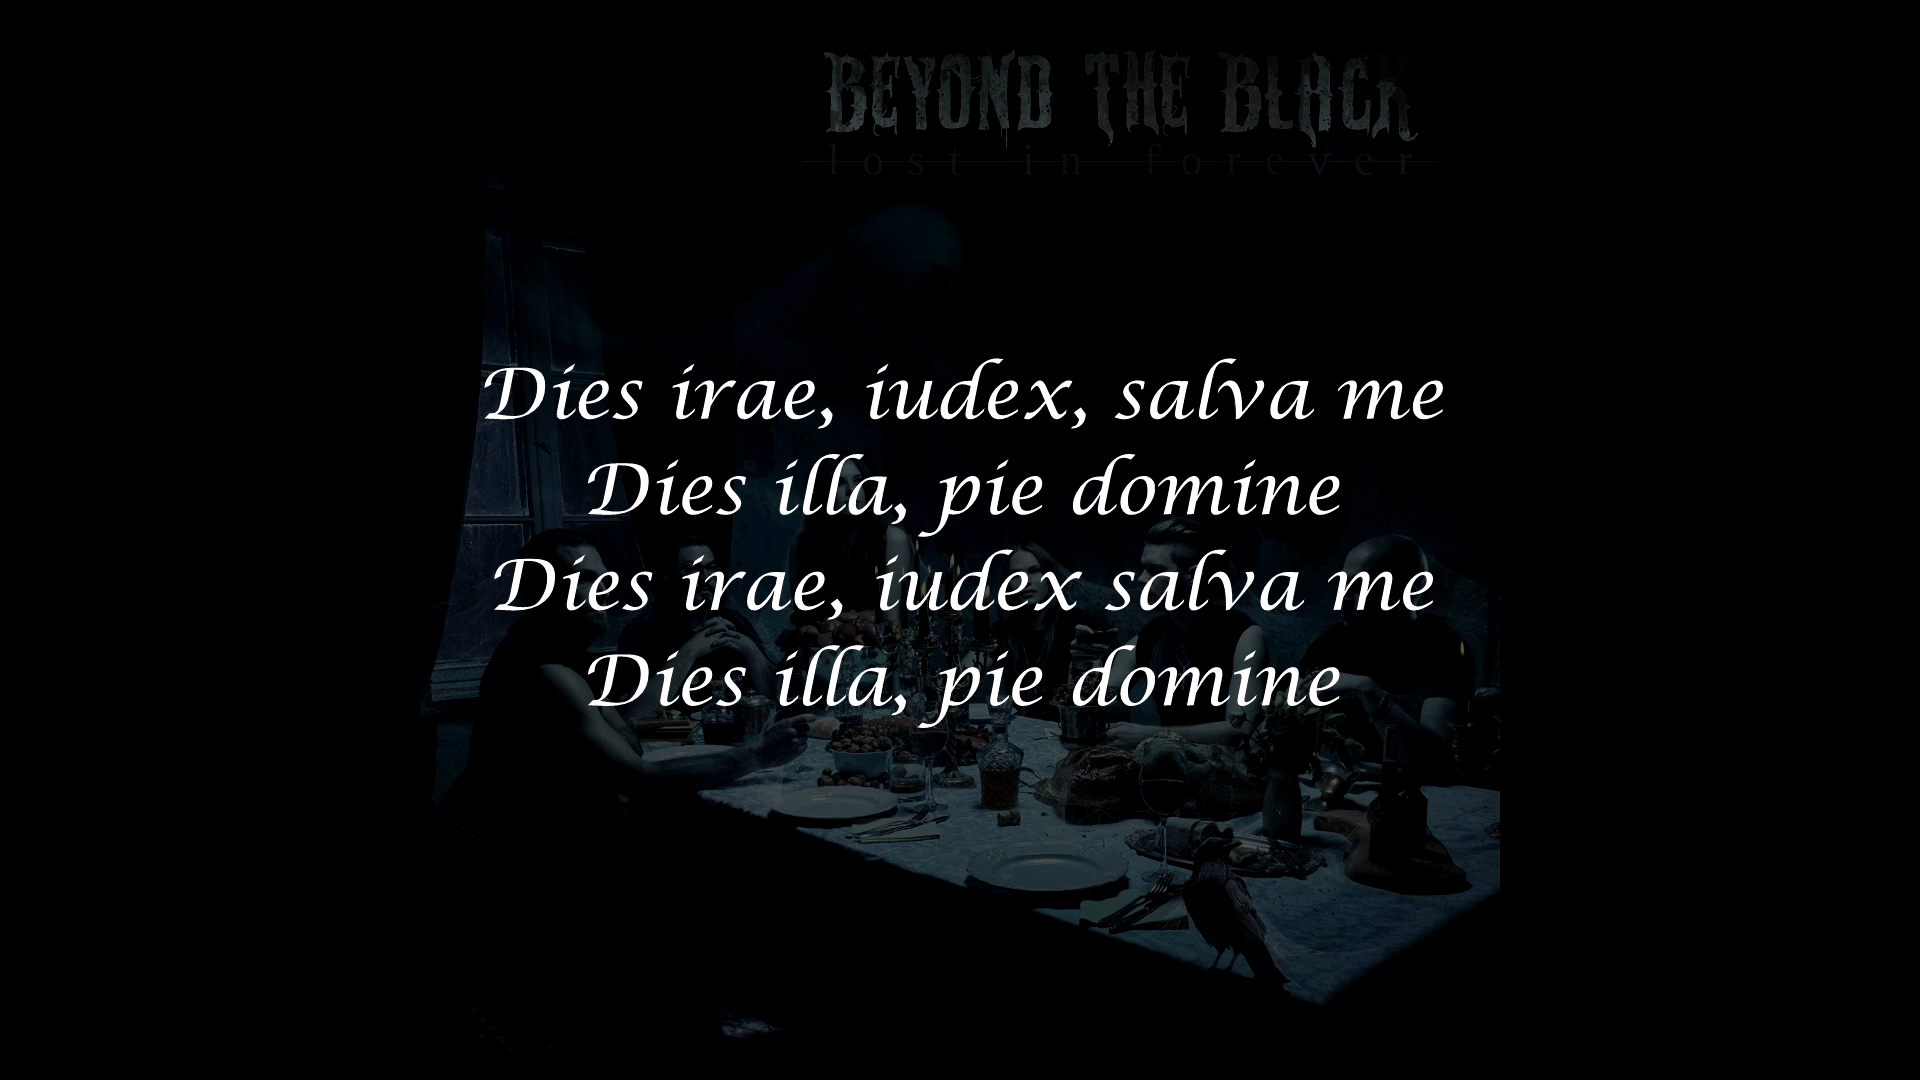 BEYOND THE BLACK
lost in forever
Dies irae, iudex, salva me
Dies illa, pie domine
Dies irae, iudex salva me
Dies illa, pie domine